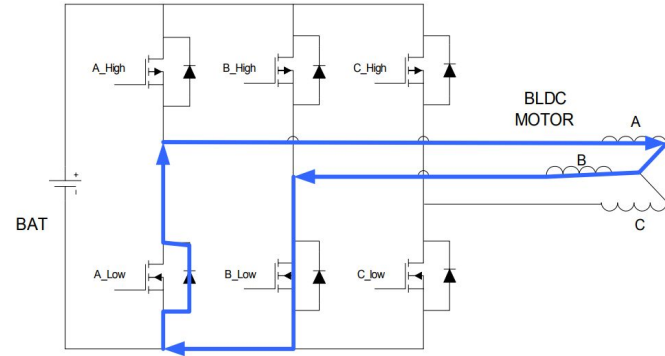 A_High
B_High
C_High
BLDC
MOTOR
A
+
B
-
BAT
C
A_Low
B_Low
C_low